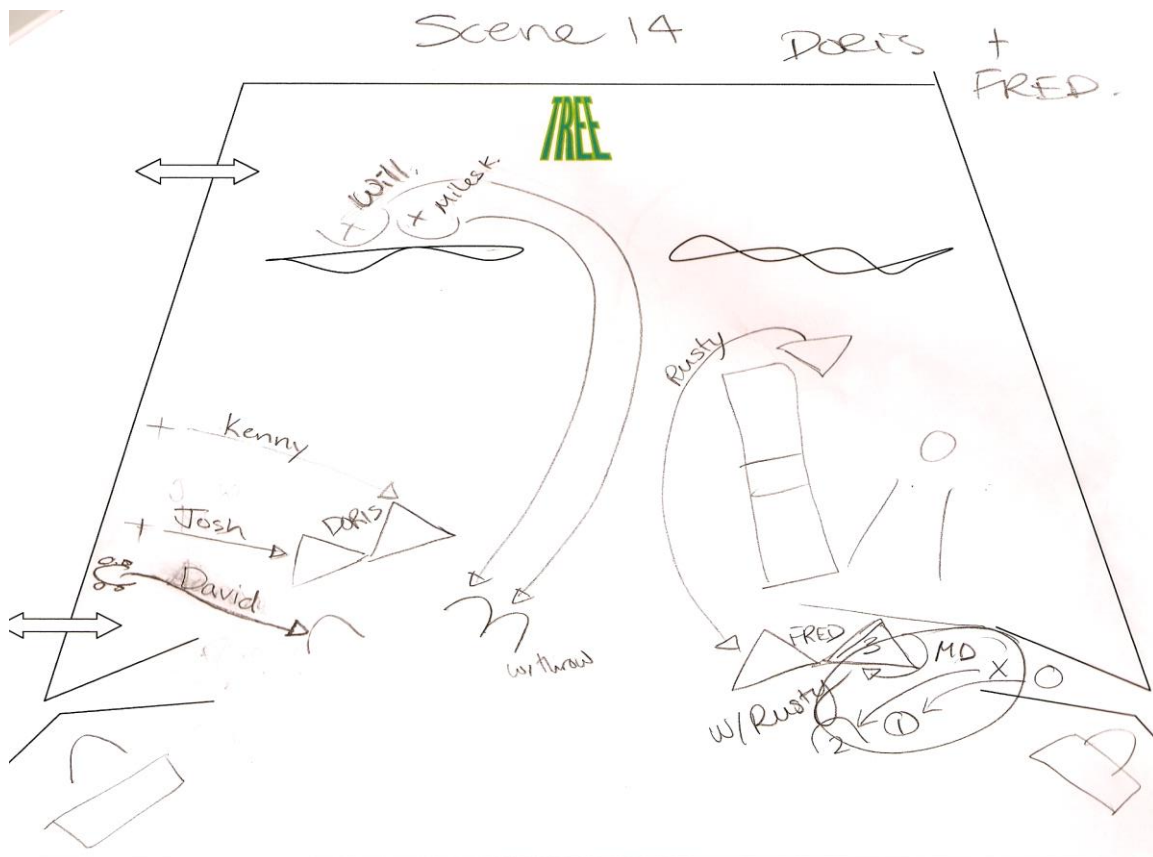 Scene 14
DORIS +
FRED.
TREE
Will.
Miles K.
Rusty
Kenny
Josh
DORIS
David
w/ throw
FRED
3
MD
X
W/Rusty
1
2